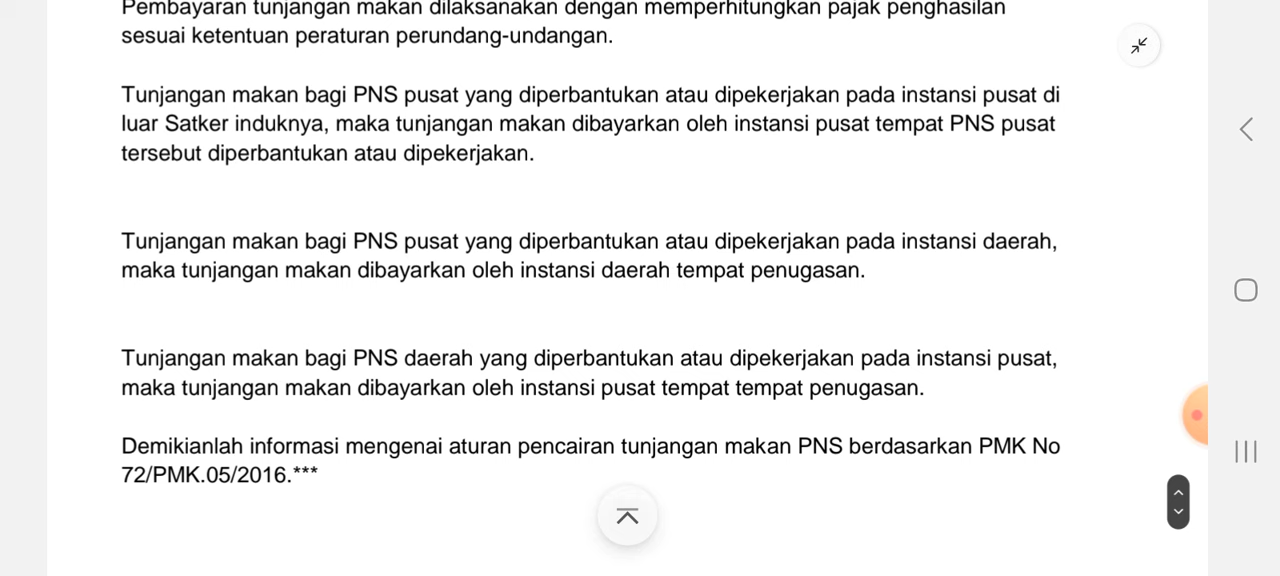 Pembayaran tunjangan makan dilaksanakan dengan memperhitungkan pajak penghasilan
sesuai ketentuan peraturan perundang-undangan.
Tunjangan makan bagi PNS pusat yang diperbantukan atau dipekerjakan pada instansi pusat di
luar Satker induknya, maka tunjangan makan dibayarkan oleh instansi pusat tempat PNS pusat
tersebut diperbantukan atau dipekerjakan.
Tunjangan makan bagi PNS pusat yang diperbantukan atau dipekerjakan pada instansi daerah,
maka tunjangan makan dibayarkan oleh instansi daerah tempat penugasan.
Tunjangan makan bagi PNS daerah yang diperbantukan atau dipekerjakan pada instansi pusat,
maka tunjangan makan dibayarkan oleh instansi pusat tempat tempat penugasan.
Demikianlah informasi mengenai aturan pencairan tunjangan makan PNS berdasarkan PMK No
72/PMK.05/2016.***